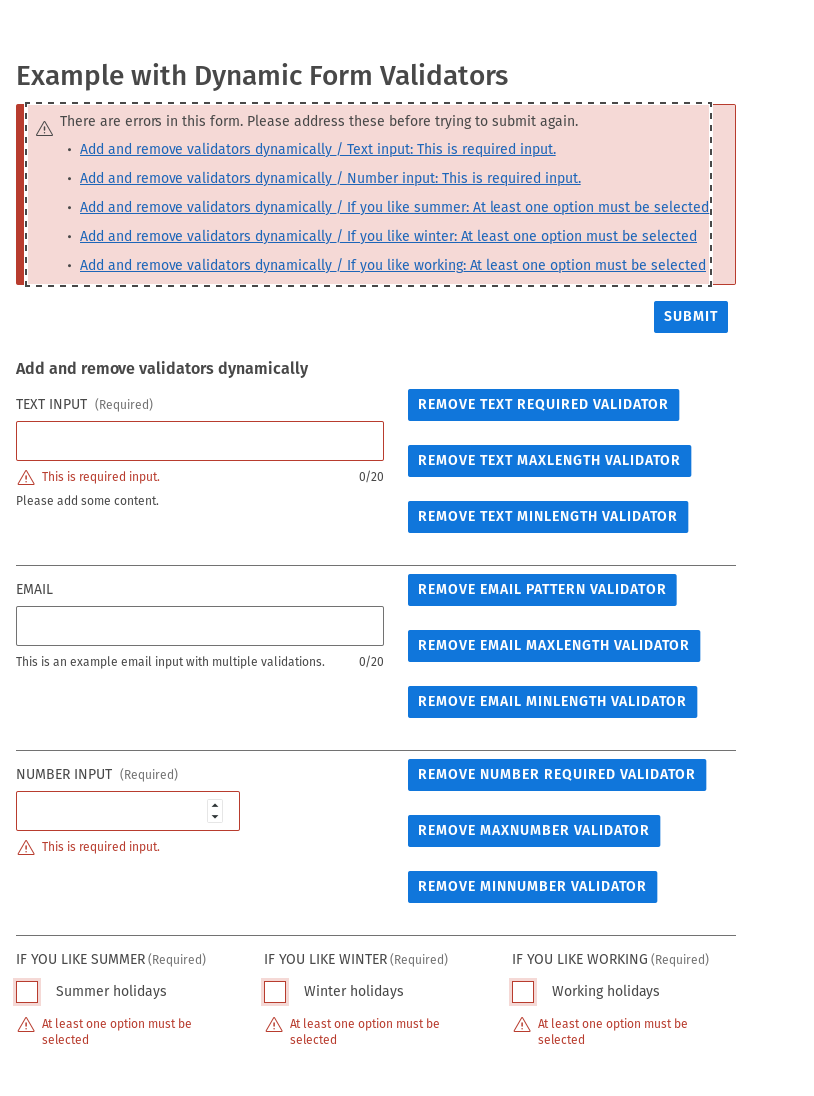 Example with Dynamic Form Validators
There are errors in this form. Please address these before trying to submit again.
• Add and remove validators dynamically / Text input: This is required input.
• Add and remove validators dynamically / Number input: This is required input.
• Add and remove validators dynamically / If you like summer: At least one option must be selected
• Add and remove validators dynamically / If you like winter: At least one option must be selected
• Add and remove validators dynamically / If you like working: At least one option must be selected
SUBMIT
Add and remove validators dynamically
TEXT INPUT (Required)
This is required input. 0/20
Please add some content.
REMOVE TEXT REQUIRED VALIDATOR
REMOVE TEXT MAXLENGTH VALIDATOR
REMOVE TEXT MINLENGTH VALIDATOR
EMAIL
This is an example email input with multiple validations. 0/20
REMOVE EMAIL PATTERN VALIDATOR
REMOVE EMAIL MAXLENGTH VALIDATOR
REMOVE EMAIL MINLENGTH VALIDATOR
NUMBER INPUT (Required)
This is required input.
REMOVE NUMBER REQUIRED VALIDATOR
REMOVE MAXNUMBER VALIDATOR
REMOVE MINNUMBER VALIDATOR
IF YOU LIKE SUMMER (Required)
Summer holidays
At least one option must be
selected
IF YOU LIKE WINTER (Required)
Winter holidays
At least one option must be
selected
IF YOU LIKE WORKING (Required)
Working holidays
At least one option must be
selected